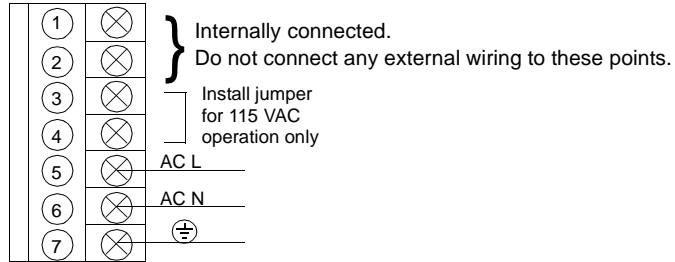 1
Internally connected.
2
Do not connect any external wiring to these points.
3
Install jumper
for 115 VAC
4
operation only
5
AC L
6
AC N
7